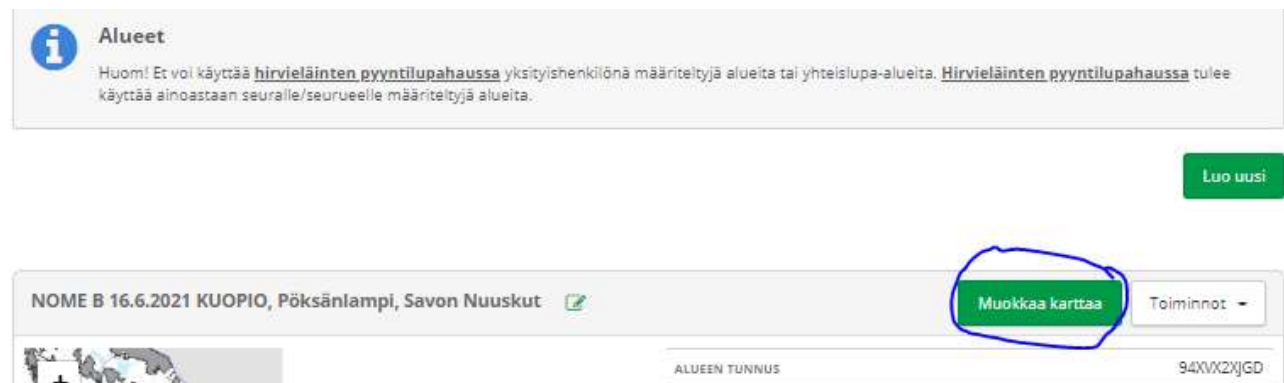 Alueet
Huom! Et voi käyttää hirvieläinten pyyntilupahaussa yksityishenkilönä määriteltyjä alueita tai yhteislupa-alueita. Hirvieläinten pyyntilupahaussa tulee
käyttää ainoastaan seuralle/seurueelle määriteltyjä alueita.
Luo uusi
NOME B 16.6.2021 KUOPIO, Pöksänlampi, Savon Nuuskut
Muokkaa karttaa
Toiminnot
+
ALUEEN TUNNUS
94XVX2XJGD